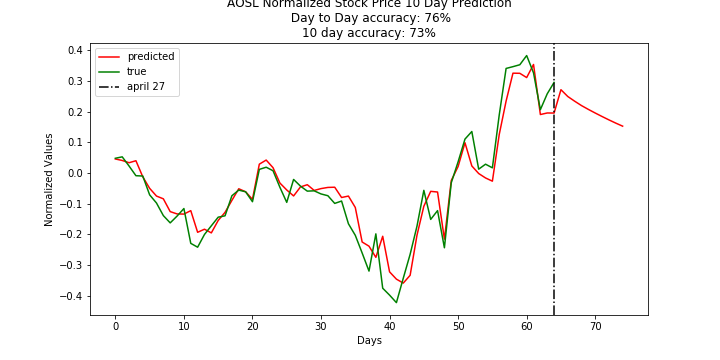 AOSL Normalized Stock Price 10 Day Prediction
Day to Day accuracy: 76%
10 day accuracy: 73%
predicted
true
april 27
0.4
0.3
0.2
0.1
0.0
−0.1
−0.2
−0.3
−0.4
Normalized Values
0 10 20 30 40 50 60 70
Days